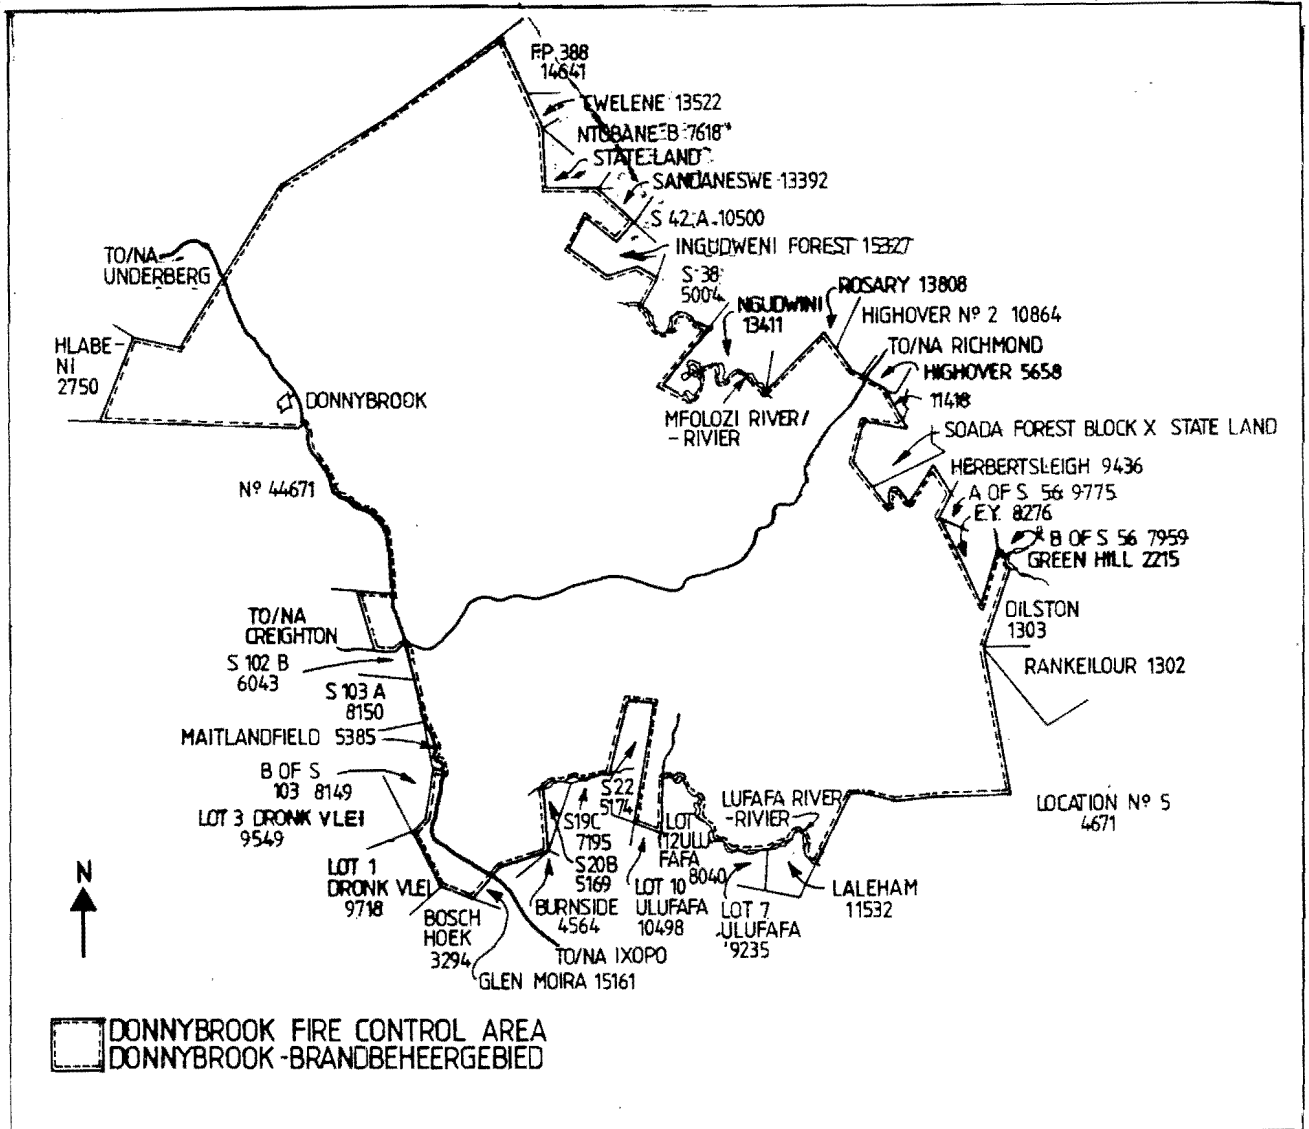 F.P. 388
14641
CWELENE 13522
NTUBANE B 7618
STATE LAND
SANDANESWE 13392
S 42 A 10500
INGUDWENI FOREST 15327
S 38
5004
TO/NA
UNDERBERG
NGUDWINI
13411
ROSARY 13808
HIGHOVER Nº 2 10864
TO/NA RICHMOND
HIGHOVER 5658
11418
HLABE-
NI
2750
DONNYBROOK
MFOLOZI RIVER/
-RIVIER
SOADA FOREST BLOCK X STATE LAND
HERBERTSLEIGH 9436
A OF S 56 9775
E.Y. 8276
B OF S 56 7959
GREEN HILL 2215
Nº 44671
DILSTON
1303
RANKEILOUR 1302
TO/NA
CREIGHTON
S 102 B
6043
S 103 A
8150
MAITLANDFIELD 5385
B OF S
103 8149
LOT 3 DRONK VLEI
9549
LOT 1
DRONK VLEI
9718
BOSCH
HOEK
3294
GLEN MOIRA 15161
TO/NA IXOPO
BURNSIDE
4564
S20B
5169
S19C
7195
S22
5174
LOT 10
ULUFAFA
10498
LOT
12ULU
FAFA
8040
LUFAFA RIVER
-RIVIER
LOT 7
ULUFAFA
9235
LALEHAM
11532
LOCATION Nº 5
4671
N
DONNYBROOK FIRE CONTROL AREA
DONNYBROOK-BRANDBEHEERGEBIED